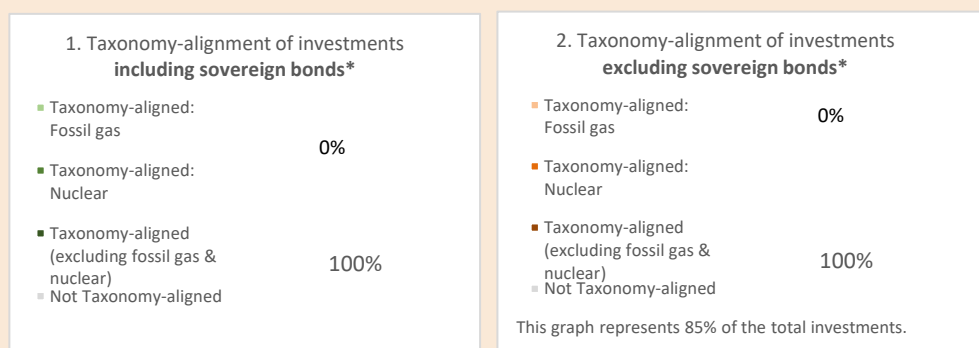 1. Taxonomy-alignment of investments
including sovereign bonds*
Taxonomy-aligned:
Fossil gas
0%
Taxonomy-aligned:
Nuclear
Taxonomy-aligned
(excluding fossil gas &
nuclear)
100%
Not Taxonomy-aligned
2. Taxonomy-alignment of investments
excluding sovereign bonds*
Taxonomy-aligned:
Fossil gas
0%
Taxonomy-aligned:
Nuclear
Taxonomy-aligned
(excluding fossil gas &
nuclear)
100%
Not Taxonomy-aligned
This graph represents 85% of the total investments.